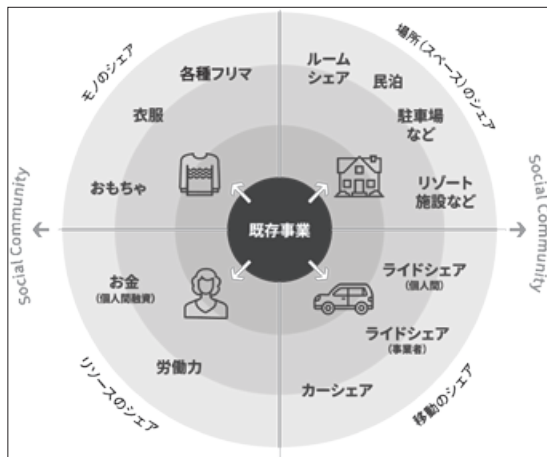 モノのシェア
場所(スペース)のシェア
各種フリマ
衣服
おもちゃ
ルーム
シェア
民泊
駐車場
など
リゾート
施設など
Social Community
既存事業
Social Community
お金
(個人間融資)
労働力
ライドシェア
(個人間)
ライドシェア
(事業者)
カーシェア
リソースのシェア
移動のシェア